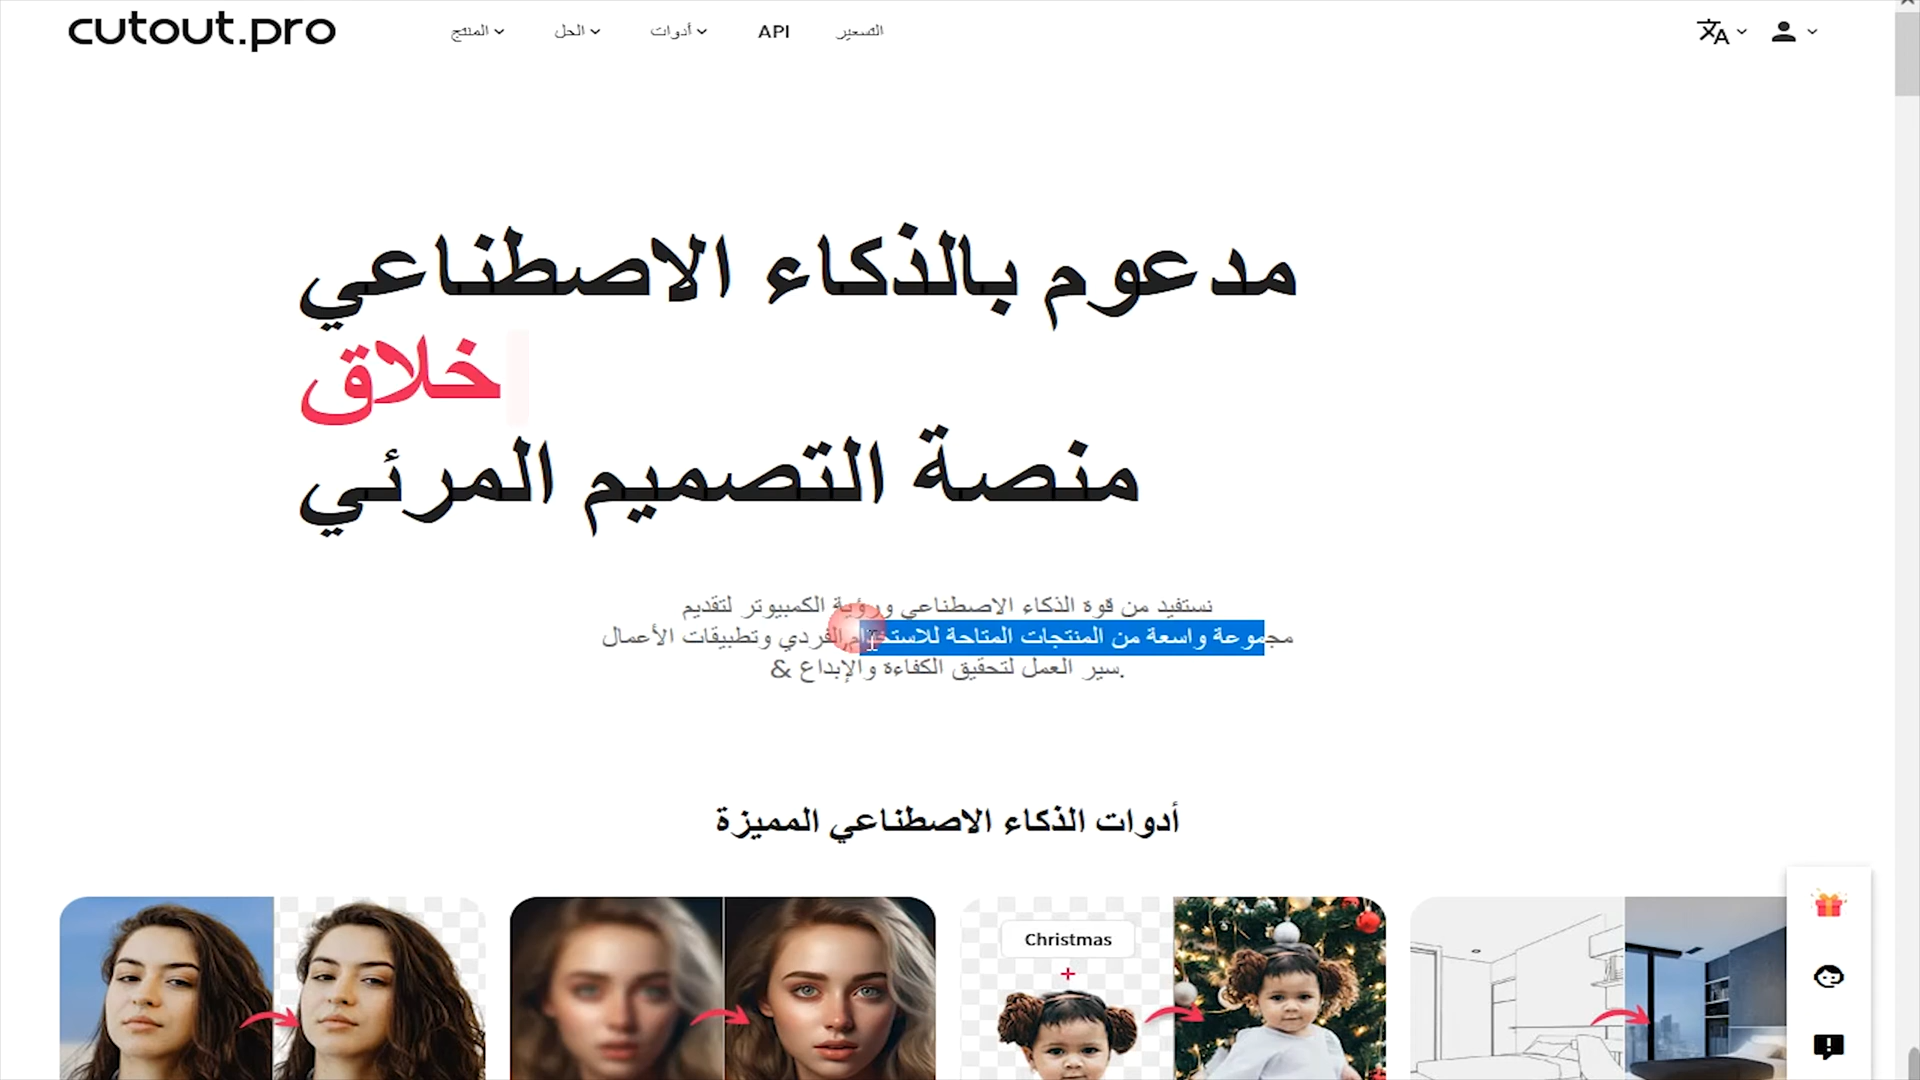 cutout.pro
المنتج
الحل
أدوات
API
التسعير
مدعوم بالذكاء الاصطناعي
خلاق
منصة التصميم المرئي
نستفيد من قوة الذكاء الاصطناعي ورؤية الكمبيوتر لتقديم
مجموعة واسعة من المنتجات المتاحة للاستخدام الفردي وتطبيقات الأعمال
.سير العمل لتحقيق الكفاءة والإبداع &
أدوات الذكاء الاصطناعي المميزة
Christmas